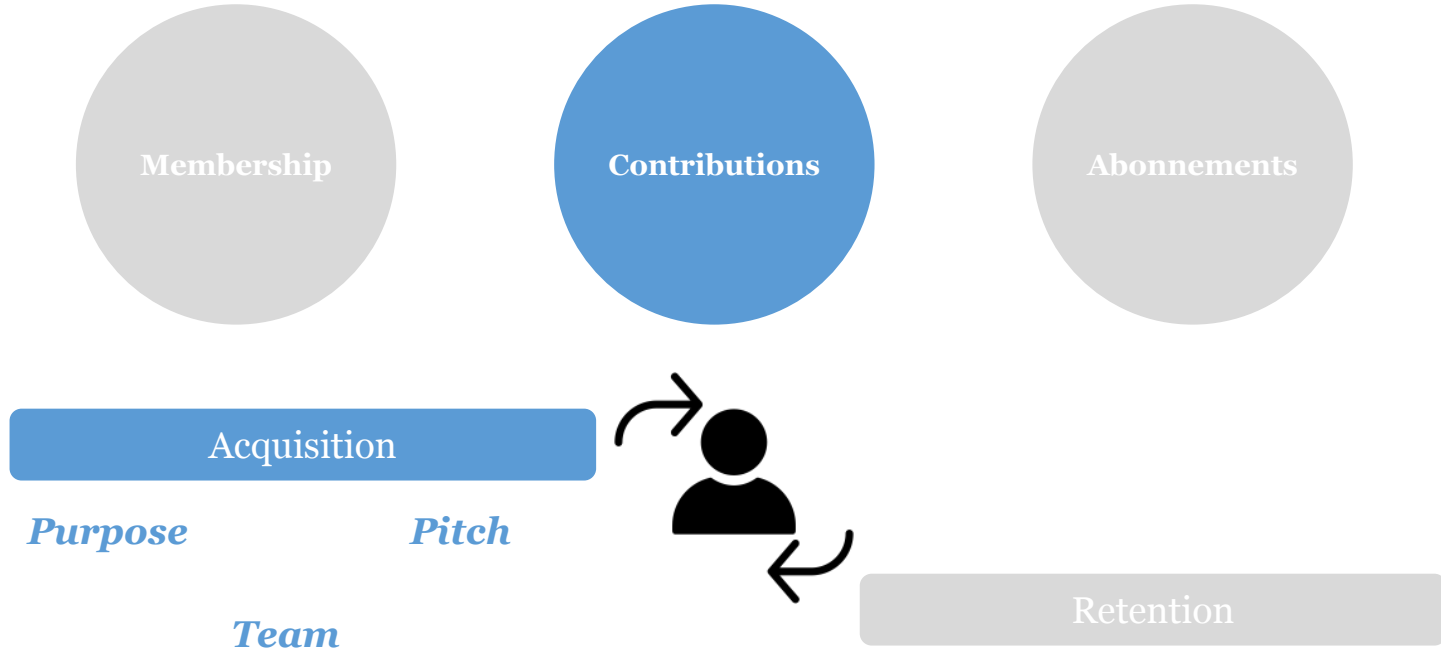 Membership
Contributions
Abonnements
Acquisition
Purpose
Pitch
Team
Retention